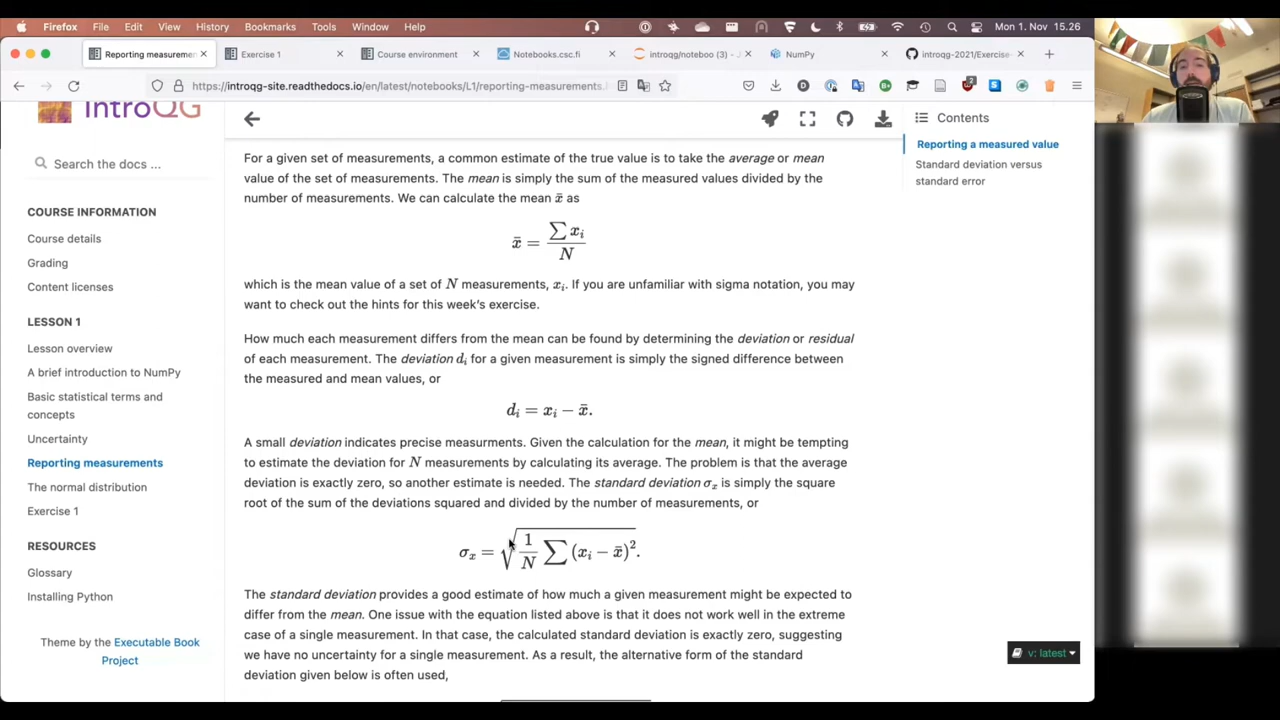 Firefox File Edit View History Bookmarks Tools Window Help Mon 1. Nov 15.26
Reporting measuremen Exercise 1 Course environment Notebooks.csc.fi introqg/noteboo (3) - J NumPy introqg-2021/Exercise-
https://introqg-site.readthedocs.io/en/latest/notebooks/L1/reporting-measurements.
IntroQG
Search the docs ...
COURSE INFORMATION
Course details
Grading
Content licenses
LESSON 1
Lesson overview
A brief introduction to NumPy
Basic statistical terms and
concepts
Uncertainty
Reporting measurements
The normal distribution
Exercise 1
RESOURCES
Glossary
Installing Python
Theme by the Executable Book
Project
For a given set of measurements, a common estimate of the true value is to take the average or mean
value of the set of measurements. The mean is simply the sum of the measured values divided by the
number of measurements. We can calculate the mean x̄ as
x̄ = ∑ xᵢ / N
which is the mean value of a set of N measurements, xᵢ. If you are unfamiliar with sigma notation, you may
want to check out the hints for this week's exercise.
How much each measurement differs from the mean can be found by determining the deviation or residual
of each measurement. The deviation dᵢ for a given measurement is simply the signed difference between
the measured and mean values, or
dᵢ = xᵢ − x̄.
A small deviation indicates precise measurments. Given the calculation for the mean, it might be tempting
to estimate the deviation for N measurements by calculating its average. The problem is that the average
deviation is exactly zero, so another estimate is needed. The standard deviation σₓ is simply the square
root of the sum of the deviations squared and divided by the number of measurements, or
σₓ = √(1/N ∑ (xᵢ − x̄)²).
The standard deviation provides a good estimate of how much a given measurement might be expected to
differ from the mean. One issue with the equation listed above is that it does not work well in the extreme
case of a single measurement. In that case, the calculated standard deviation is exactly zero, suggesting
we have no uncertainty for a single measurement. As a result, the alternative form of the standard
deviation given below is often used,
Contents
Reporting a measured value
Standard deviation versus
standard error
v: latest